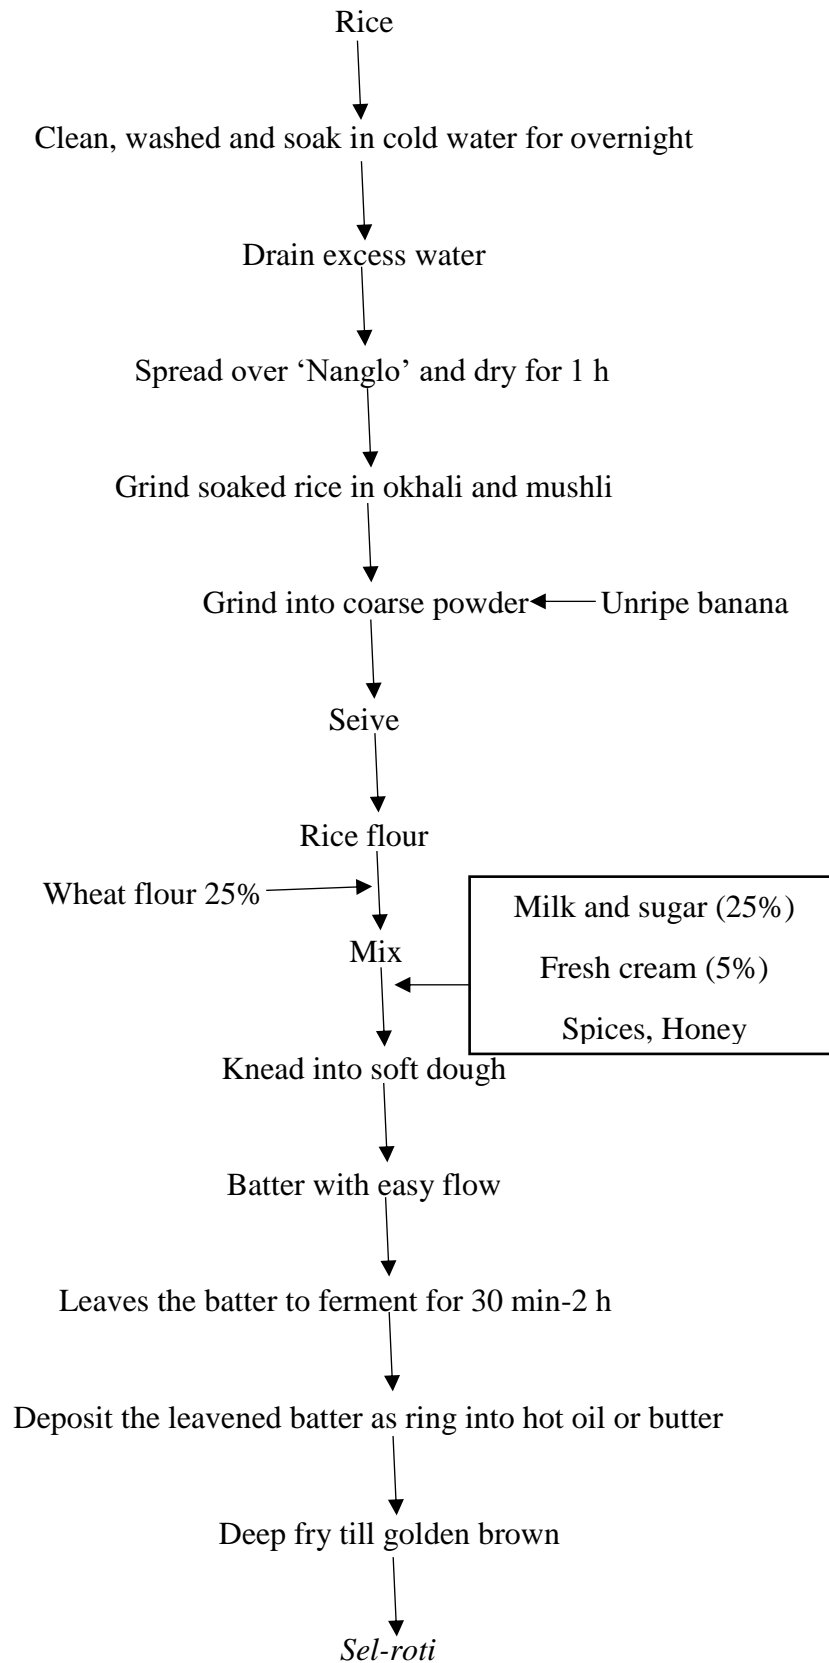 Rice
Clean, washed and soak in cold water for overnight
Drain excess water
Spread over ‘Nanglo’ and dry for 1 h
Grind soaked rice in okhali and mushli
Grind into coarse powder
Unripe banana
Seive
Rice flour
Wheat flour 25%
Milk and sugar (25%)
Fresh cream (5%)
Spices, Honey
Mix
Knead into soft dough
Batter with easy flow
Leaves the batter to ferment for 30 min-2 h
Deposit the leavened batter as ring into hot oil or butter
Deep fry till golden brown
Sel-roti